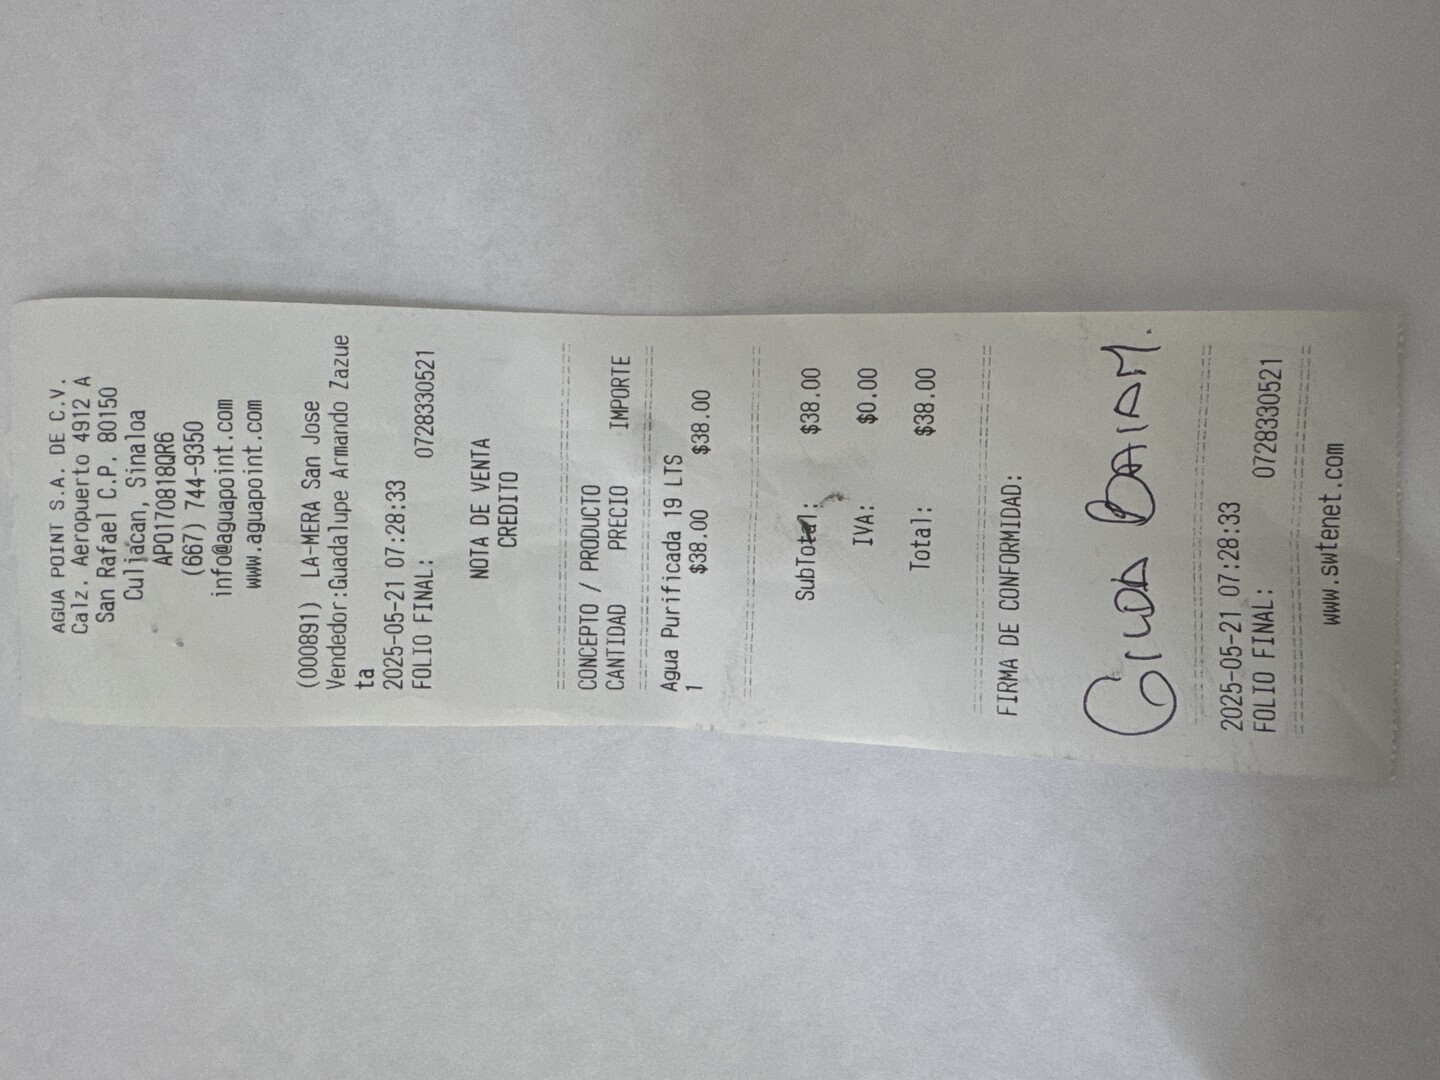 AGUA POINT S.A. DE C.V.
Calz. Aeropuerto 4912 A
San Rafael C.P. 80150
Culiacan, Sinaloa
APO170818QR6
(667) 744-9350
info@aguapoint.com
www.aguapoint.com
(000891) LA-MERA San Jose
Vendedor:Guadalupe Armando Zazue
ta
2025-05-21 07:28:33
FOLIO FINAL: 0728330521
NOTA DE VENTA
CREDITO
CONCEPTO / PRODUCTO
CANTIDAD PRECIO IMPORTE
Agua Purificada 19 LTS
1 $38.00 $38.00
SubTotal: $38.00
IVA: $0.00
Total: $38.00
FIRMA DE CONFORMIDAD:
2025-05-21 07:28:33
FOLIO FINAL: 0728330521
www.swtenet.com